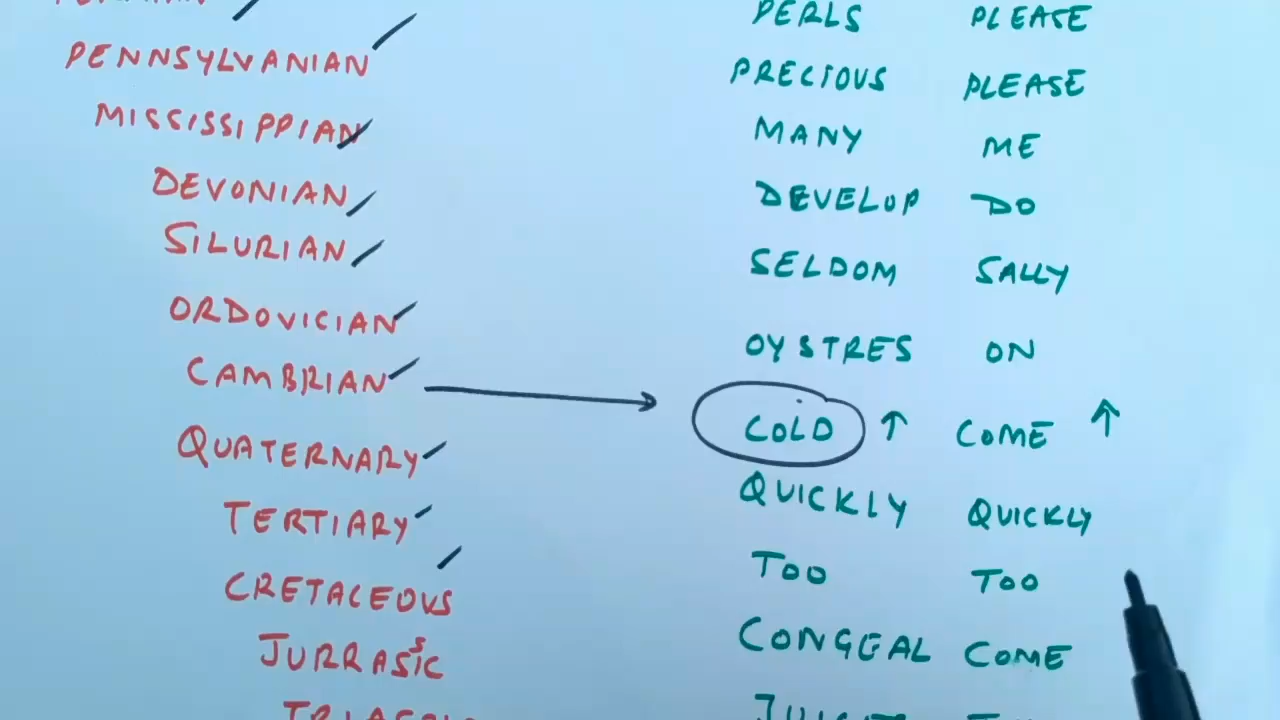 PERLS PLEASE
PENNSYLVANIAN PRECIOUS PLEASE
MISSISSIPPIAN MANY ME
DEVONIAN DEVELOP DO
SILURIAN SELDOM SALLY
ORDOVICIAN OYSTRES ON
CAMBRIAN COLD COME
QUATERNARY QUICKLY QUICKLY
TERTIARY TOO TOO
CRETACEOUS CONGEAL COME
JURRASSIC